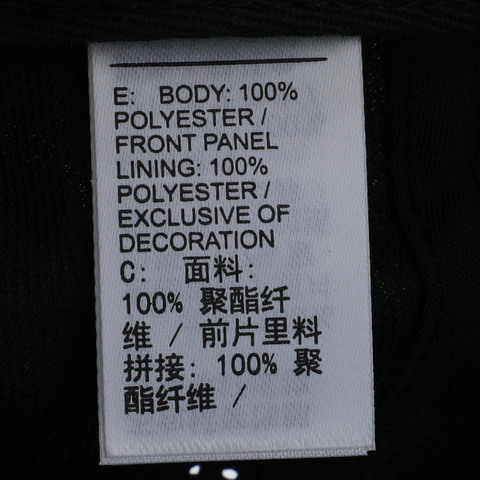 E: BODY: 100%
POLYESTER /
FRONT PANEL
LINING: 100%
POLYESTER /
EXCLUSIVE OF
DECORATION
C: 面料:
100% 聚酯纤
维 / 前片里料
拼接: 100% 聚
酯纤维 /